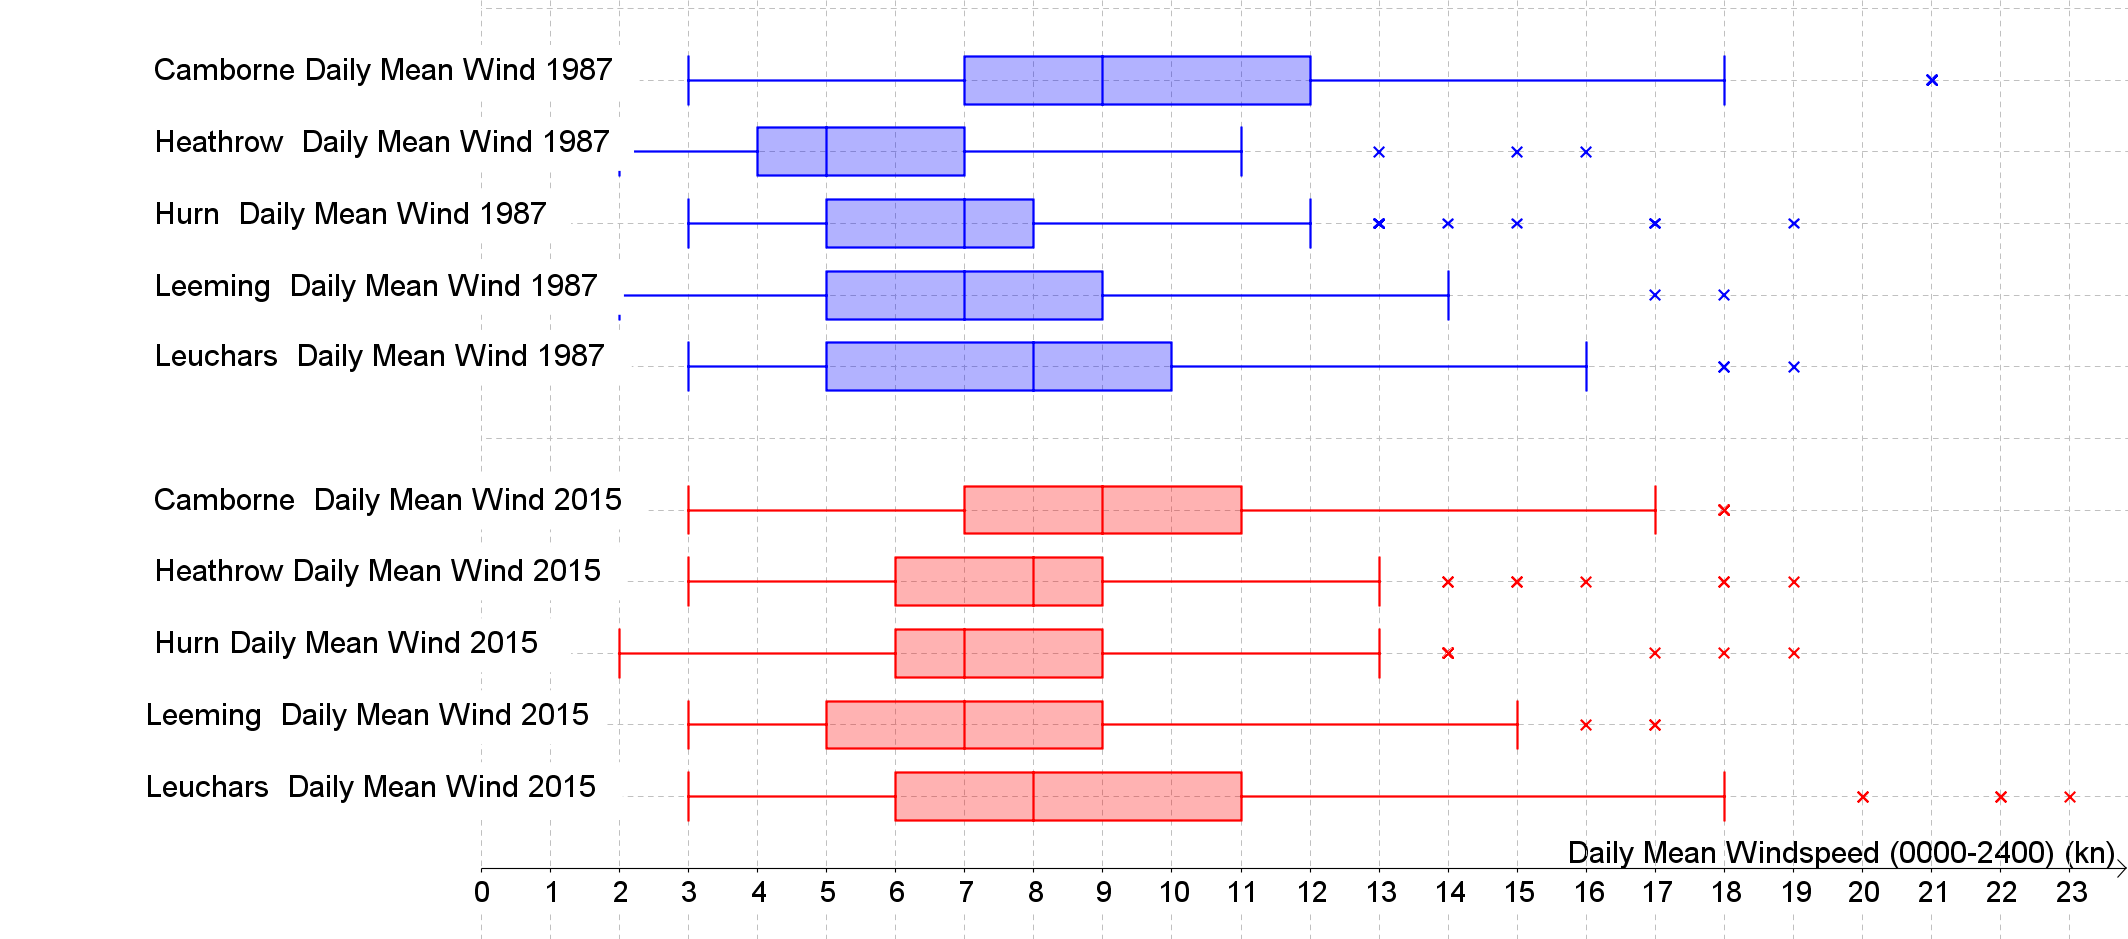 Camborne Daily Mean Wind 1987
Heathrow  Daily Mean Wind 1987
Hurn  Daily Mean Wind 1987
Leeming  Daily Mean Wind 1987
Leuchars  Daily Mean Wind 1987
Camborne  Daily Mean Wind 2015
Heathrow Daily Mean Wind 2015
Hurn Daily Mean Wind 2015
Leeming  Daily Mean Wind 2015
Leuchars  Daily Mean Wind 2015
Daily Mean Windspeed (0000-2400) (kn)
0 1 2 3 4 5 6 7 8 9 10 11 12 13 14 15 16 17 18 19 20 21 22 23